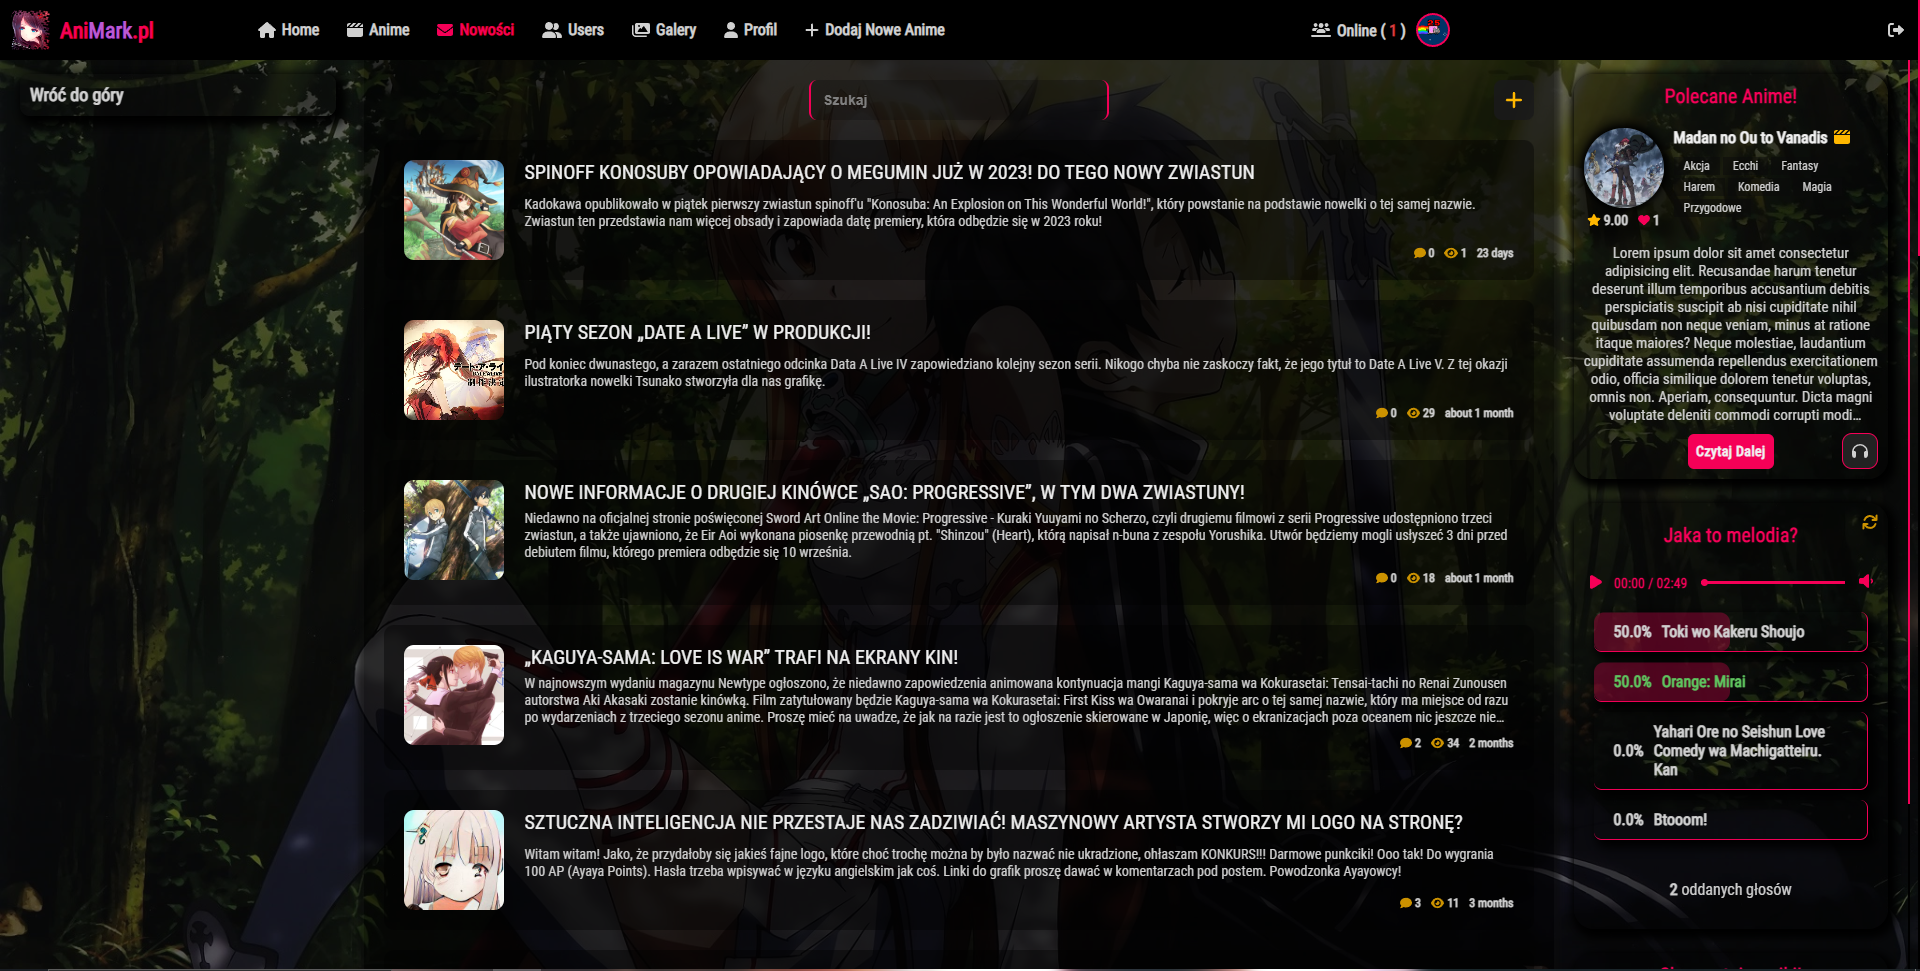 AniMark.pl
Home
Anime
Nowości
Users
Galery
Profil
Dodaj Nowe Anime
Online ( 1 )
Wróć do góry
Szukaj
SPINOFF KONOSUBY OPOWIADAJĄCY O MEGUMIN JUŻ W 2023! DO TEGO NOWY ZWIASTUN
Kadokawa opublikowało w piątek pierwszy zwiastun spinoff'u "Konosuba: An Explosion on This Wonderful World!", który powstanie na podstawie nowelki o tej samej nazwie.
Zwiastun ten przedstawia nam więcej obsady i zapowiada datę premiery, która odbędzie się w 2023 roku!
0 1 23 days
PIĄTY SEZON „DATE A LIVE” W PRODUKCJI!
Pod koniec dwunastego, a zarazem ostatniego odcinka Data A Live IV zapowiedziano kolejny sezon serii. Nikogo chyba nie zaskoczy fakt, że jego tytuł to Date A Live V. Z tej okazji
ilustratorka nowelki Tsunako stworzyła dla nas grafikę.
0 29 about 1 month
NOWE INFORMACJE O DRUGIEJ KINÓWCE „SAO: PROGRESSIVE”, W TYM DWA ZWIASTUNY!
Niedawno na oficjalnej stronie poświęconej Sword Art Online the Movie: Progressive - Kuraki Yuuyami no Scherzo, czyli drugiemu filmowi z serii Progressive udostępniono trzeci
zwiastun, a także ujawniono, że Eir Aoi wykonana piosenkę przewodnią pt. "Shinzou" (Heart), którą napisał n-buna z zespołu Yorushika. Utwór będziemy mogli usłyszeć 3 dni przed
debiutem filmu, którego premiera odbędzie się 10 września.
0 18 about 1 month
„KAGUYA-SAMA: LOVE IS WAR” TRAFI NA EKRANY KIN!
W najnowszym wydaniu magazynu Newtype ogłoszono, że niedawno zapowiedzenia animowana kontynuacja mangi Kaguya-sama wa Kokurasetai: Tensai-tachi no Renai Zunousen
autorstwa Aki Akasaki zostanie kinówką. Film zatytułowany będzie Kaguya-sama wa Kokurasetai: First Kiss wa Owaranai i pokryje arc o tej samej nazwie, który ma miejsce od razu
po wydarzeniach z trzeciego sezonu anime. Proszę mieć na uwadze, że jak na razie jest to ogłoszenie skierowane w Japonię, więc o ekranizacjach poza oceanem nic jeszcze nie...
2 34 2 months
SZTUCZNA INTELIGENCJA NIE PRZESTAJE NAS ZADZIWIAĆ! MASZYNOWY ARTYSTA STWORZY MI LOGO NA STRONĘ?
Witam witam! Jako, że przydałoby się jakieś fajne logo, które choć trochę można by było nazwać nie ukradzione, ohłaszam KONKURS!!! Darmowe punkciki! Ooo tak! Do wygrania
100 AP (Ayaya Points). Hasła trzeba wpisywać w języku angielskim jak coś. Linki do grafik proszę dawać w komentarzach pod postem. Powodzonka Ayayowcy!
3 11 3 months
Polecane Anime!
Madan no Ou to Vanadis
Akcja Ecchi Fantasy
Harem Komedia Magia
Przygodowe
9.00 1
Lorem ipsum dolor sit amet consectetur
adipisicing elit. Recusandae harum tenetur
deserunt illum temporibus accusantium debitis
perspiciatis suscipit ab nisi cupiditate nihil
quibusdam non neque veniam, minus at ratione
itaque maiores? Neque molestiae, laudantium
cupiditate assumenda repellendus exercitationem
odio, officia similique dolorem tenetur voluptas,
omnis non. Aperiam, consequuntur. Dicta magni
voluptate deleniti commodi corrupti modi...
Czytaj Dalej
Jaka to melodia?
00:00 / 02:49
50.0% Toki wo Kakeru Shoujo
50.0% Orange: Mirai
0.0% Yahari Ore no Seishun Love
Comedy wa Machigatteiru.
Kan
0.0% Btooom!
2 oddanych głosów